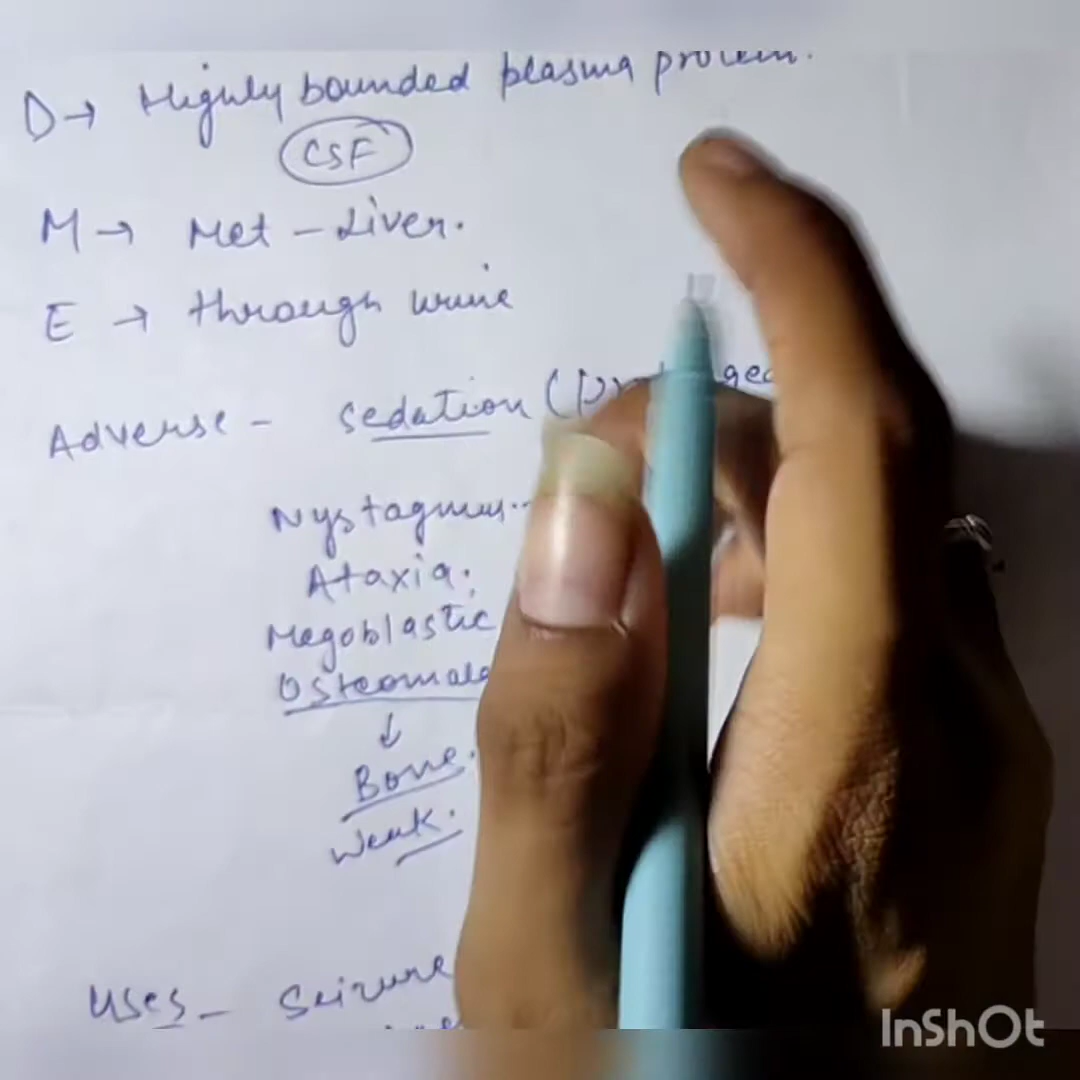 D → Highly bounded plasma protein.
CSF
M → Met - Liver.
E → through urine
Adverse - Sedation (
Nystagmus..
Ataxia.
Megoblastic
Osteomala
↓
Bone.
Weak.
Uses - Seizure
InShOt